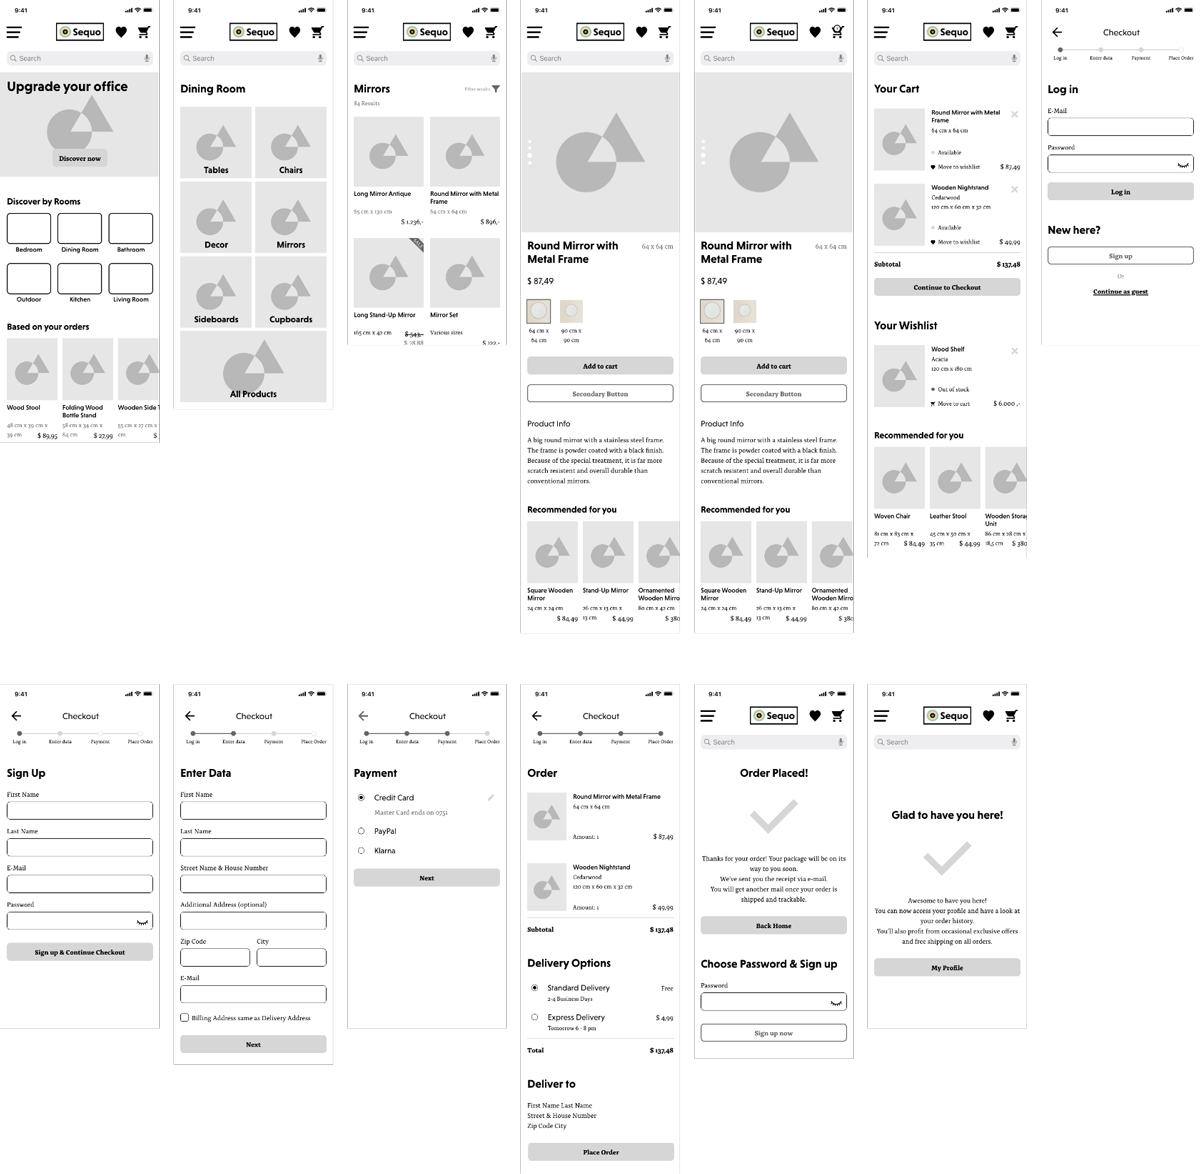 9:41
Sequo
Search
Upgrade your office
Discover now
Discover by Rooms
Bedroom
Dining Room
Bathroom
Outdoor
Kitchen
Living Room
Based on your orders
Wood Stool
48 cm x 39 cm x
39 cm
$ 89,95
Folding Wood
Bottle Stand
58 cm x 34 cm x
64 cm
$ 27,99
Wooden Side T
55 cm x 27 cm x
cm
$
9:41
Sequo
Search
Dining Room
Tables
Chairs
Decor
Mirrors
Sideboards
Cupboards
All Products
9:41
Sequo
Search
Mirrors
Filter results
84 Results
Long Mirror Antique
65 cm x 130 cm
$ 1.236,-
Round Mirror with Metal
Frame
64 cm x 64 cm
$ 896,-
Long Stand-Up Mirror
165 cm x 40 cm
Mirror Set
Various sizes
9:41
Sequo
Search
Round Mirror with
Metal Frame
64 x 64 cm
$ 87,49
64 cm x
64 cm
90 cm x
90 cm
Add to cart
Secondary Button
Product Info
A big round mirror with a stainless steel frame.
The frame is powder coated with a black finish.
Because of the special treatment, it is far more
scratch resistent and overall durable than
conventional mirrors.
Recommended for you
Square Wooden
Mirror
24 cm x 24 cm
$ 84,49
Stand-Up Mirror
26 cm x 13 cm x
13 cm
$ 44,99
Ornamented
Wooden Mirro
80 cm x 42 cm
$ 380
9:41
Sequo
Search
Round Mirror with
Metal Frame
64 x 64 cm
$ 87,49
64 cm x
64 cm
90 cm x
90 cm
Add to cart
Secondary Button
Product Info
A big round mirror with a stainless steel frame.
The frame is powder coated with a black finish.
Because of the special treatment, it is far more
scratch resistent and overall durable than
conventional mirrors.
Recommended for you
Square Wooden
Mirror
24 cm x 24 cm
$ 84,49
Stand-Up Mirror
26 cm x 13 cm x
13 cm
$ 44,99
Ornamented
Wooden Mirro
80 cm x 42 cm
$ 380
9:41
Sequo
Search
Your Cart
Round Mirror with Metal
Frame
64 cm x 64 cm
Available
Move to wishlist
$ 87,49
Wooden Nightstand
Cedarwood
120 cm x 60 cm x 32 cm
Available
Move to wishlist
$ 49,99
Subtotal
$ 137,48
Continue to Checkout
Your Wishlist
Wood Shelf
Acacia
120 cm x 180 cm
Out of stock
Move to cart
$ 6.000 ,-
Recommended for you
Woven Chair
81 cm x 83 cm x
72 cm
$ 84,49
Leather Stool
45 cm x 50 cm x
35 cm
$ 44,99
Wooden Storag
Unit
86 cm x 28 cm x
18,5 cm
$ 380
9:41
Checkout
Log in
Enter data
Payment
Place Order
Log in
E-Mail
Password
Log in
New here?
Sign up
Or
Continue as guest
9:41
Checkout
Log in
Enter data
Payment
Place Order
Sign Up
First Name
Last Name
E-Mail
Password
Sign up & Continue Checkout
9:41
Checkout
Log in
Enter data
Payment
Place Order
Enter Data
First Name
Last Name
Street Name & House Number
Additional Address (optional)
Zip Code
City
E-Mail
Billing Address same as Delivery Address
Next
9:41
Checkout
Log in
Enter data
Payment
Place Order
Payment
Credit Card
Master Card ends on 0751
PayPal
Klarna
Next
9:41
Checkout
Log in
Enter data
Payment
Place Order
Order
Round Mirror with Metal Frame
64 cm x 64 cm
Amount: 1
$ 87,49
Wooden Nightstand
Cedarwood
120 cm x 60 cm x 32 cm
Amount: 1
$ 49,99
Subtotal
$ 137,48
Delivery Options
Standard Delivery
Free
2-4 Business Days
Express Delivery
$ 4,99
Tomorrow 6 - 8 pm
Total
$ 137,48
Deliver to
First Name Last Name
Street & House Number
Zip Code City
Place Order
9:41
Sequo
Search
Order Placed!
Thanks for your order! Your package will be on its
way to you soon.
We've sent you the receipt via e-mail.
You will get another mail once your order is
shipped and trackable.
Back Home
Choose Password & Sign up
Password
Sign up now
9:41
Sequo
Search
Glad to have you here!
Awesome to have you here!
You can now access your profile and have a look at
your order history.
You'll also profit from occasional exclusive offers
and free shipping on all orders.
My Profile